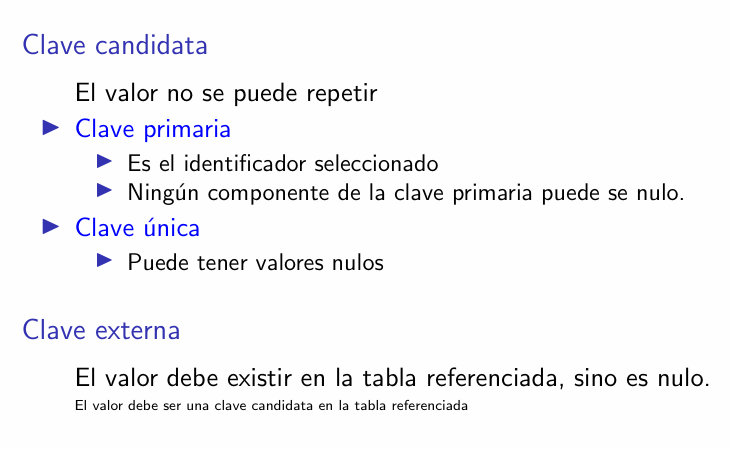 Clave candidata
El valor no se puede repetir
Clave primaria
Es el identificador seleccionado
Ningún componente de la clave primaria puede se nulo.
Clave única
Puede tener valores nulos
Clave externa
El valor debe existir en la tabla referenciada, sino es nulo.
El valor debe ser una clave candidata en la tabla referenciada